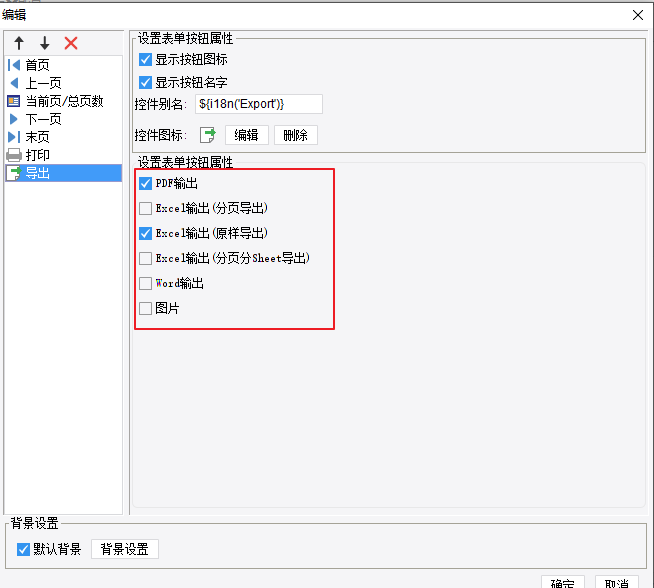 编辑
首页
上一页
当前页/总页数
下一页
末页
打印
导出
设置表单按钮属性
显示按钮图标
显示按钮名字
控件别名: ${i18n('Export')}
控件图标: 编辑 删除
设置表单按钮属性
PDF输出
Excel输出(分页导出)
Excel输出(原样导出)
Excel输出(分页分Sheet导出)
Word输出
图片
背景设置
默认背景 背景设置
确定 取消